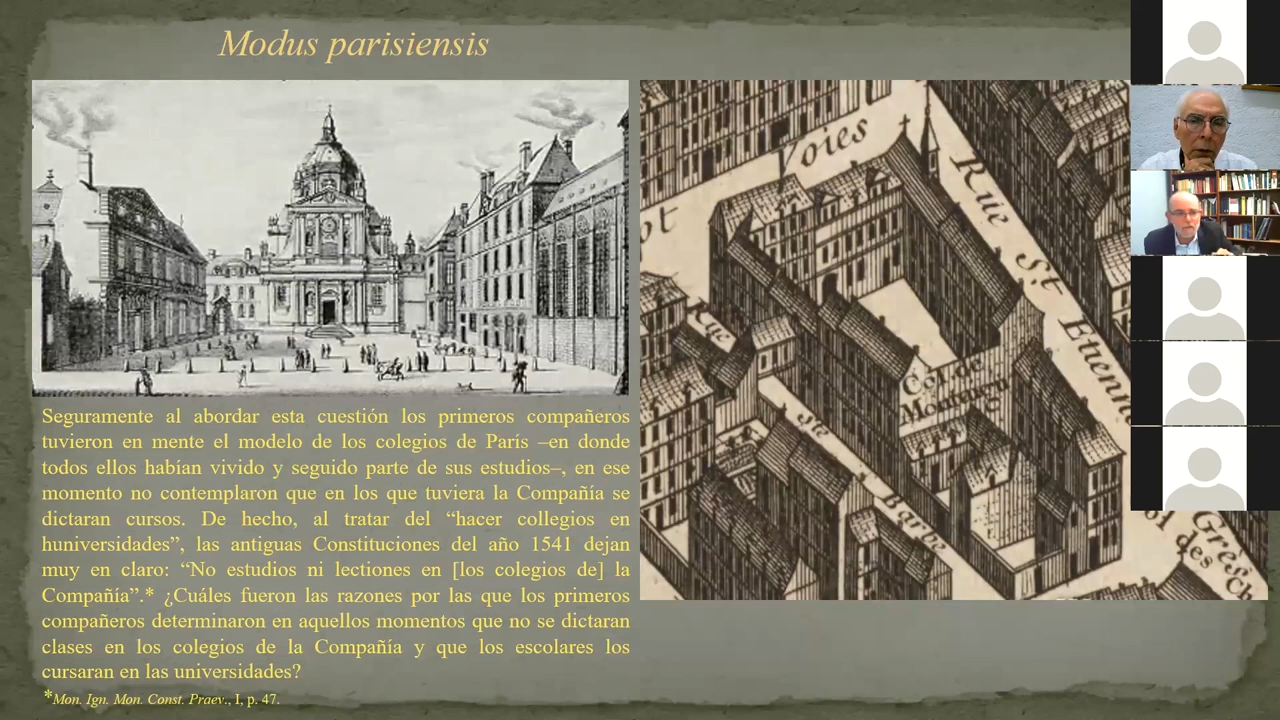 Modus parisiensis
Voies
Rue St Etienne
ot
Rue
Col. de
Montaigu
Ste Barbe
ol des Grecs
Seguramente al abordar esta cuestión los primeros compañeros
tuvieron en mente el modelo de los colegios de París –en donde
todos ellos habían vivido y seguido parte de sus estudios–, en ese
momento no contemplaron que en los que tuviera la Compañía se
dictaran cursos. De hecho, al tratar del “hacer collegios en
huniversidades”, las antiguas Constituciones del año 1541 dejan
muy en claro: “No estudios ni lectiones en [los colegios de] la
Compañía”.* ¿Cuáles fueron las razones por las que los primeros
compañeros determinaron en aquellos momentos que no se dictaran
clases en los colegios de la Compañía y que los escolares los
cursaran en las universidades?
*Mon. Ign. Mon. Const. Praev., I, p. 47.